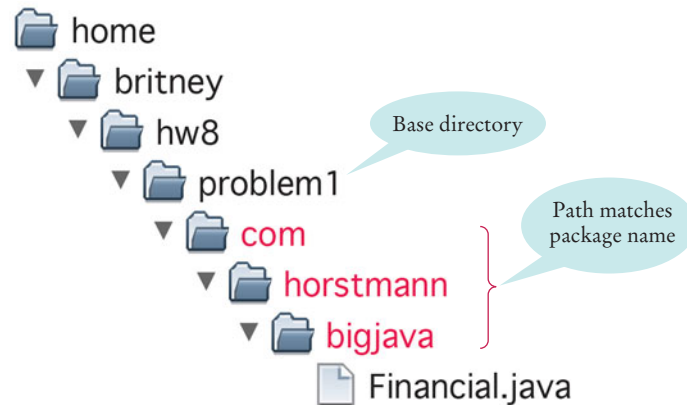 home
britney
hw8
Base directory
problem1
com
Path matches
package name
horstmann
bigjava
Financial.java